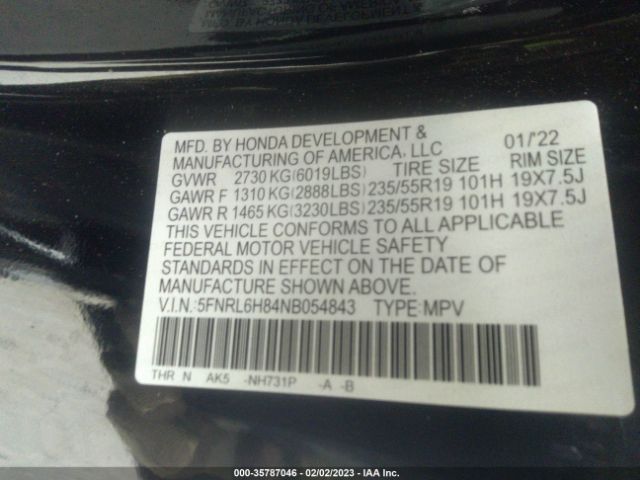 MFD. BY HONDA DEVELOPMENT &
MANUFACTURING OF AMERICA, LLC 01/'22
GVWR 2730 KG(6019LBS) TIRE SIZE RIM SIZE
GAWR F 1310 KG(2888LBS) 235/55R19 101H 19X7.5J
GAWR R 1465 KG(3230LBS) 235/55R19 101H 19X7.5J
THIS VEHICLE CONFORMS TO ALL APPLICABLE
FEDERAL MOTOR VEHICLE SAFETY
STANDARDS IN EFFECT ON THE DATE OF
MANUFACTURE SHOWN ABOVE.
V.I.N.:5FNRL6H84NB054843 TYPE:MPV
THR N AK5 -NH731P -A -B
000-35787046 - 02/02/2023 - IAA Inc.